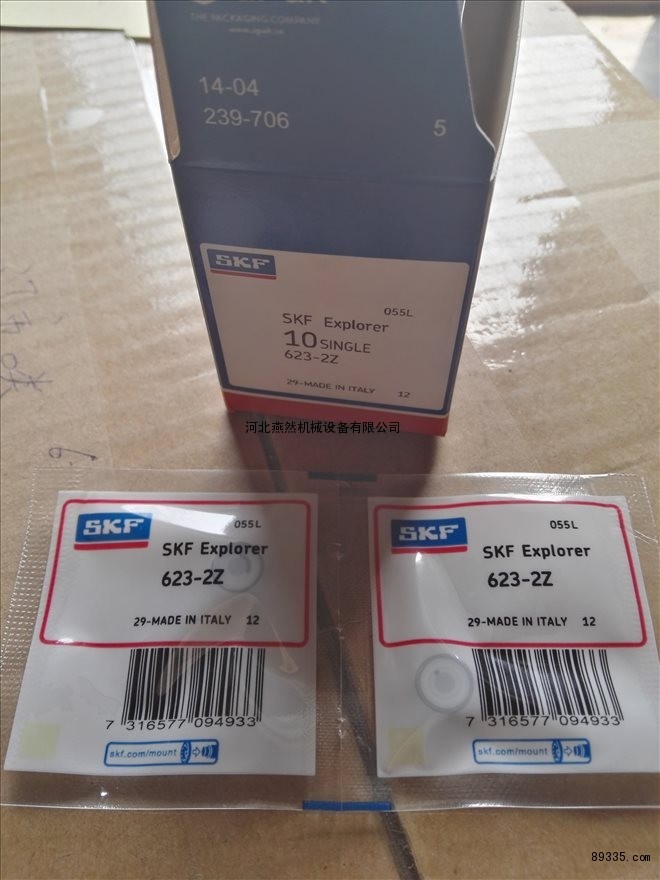 THE PACKAGING COMPANY
14-04
239-706
5
SKF
055L
SKF Explorer
10 SINGLE
623-2Z
29-MADE IN ITALY 12
河北燕然机械设备有限公司
SKF
055L
SKF Explorer
623-2Z
29-MADE IN ITALY 12
7 316577 094933
skf.com/mount
SKF
055L
SKF Explorer
623-2Z
29-MADE IN ITALY 12
7 316577 094933
skf.com/mount
89335.com